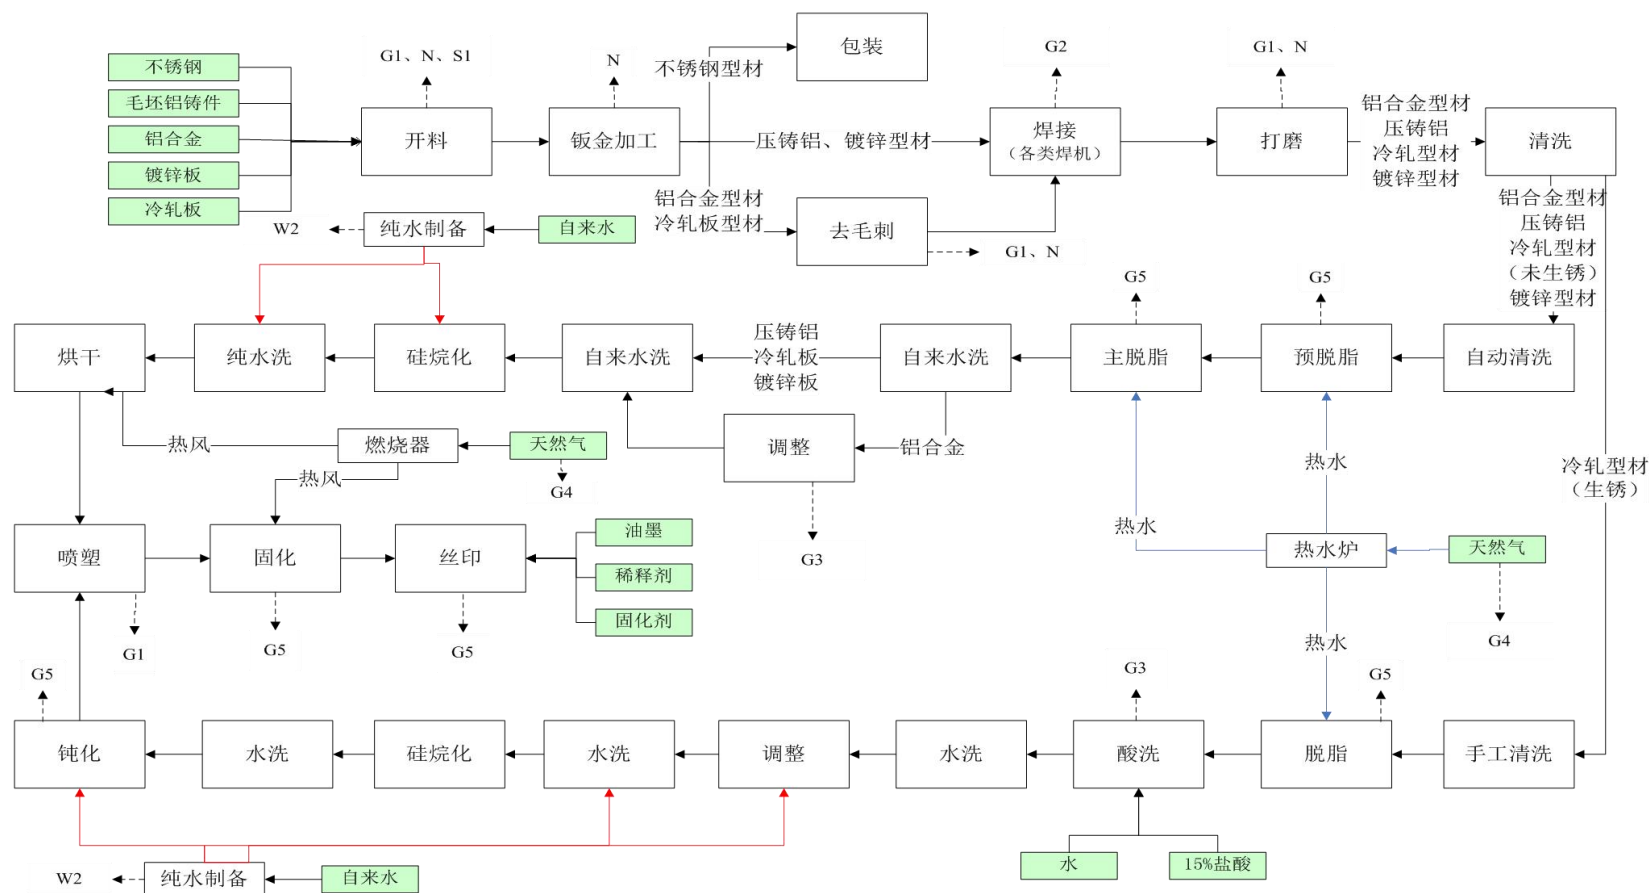 不锈钢
毛坯铝铸件
铝合金
镀锌板
冷轧板
G1、N、S1
开料
N
钣金加工
不锈钢型材
包装
压铸铝、镀锌型材
铝合金型材
冷轧板型材
去毛刺
G1、N
G2
焊接
（各类焊机）
G1、N
打磨
铝合金型材
压铸铝
冷轧型材
镀锌型材
清洗
铝合金型材
压铸铝
冷轧型材
（未生锈）
镀锌型材
冷轧型材
（生锈）
W2
纯水制备
自来水
烘干
纯水洗
硅烷化
自来水洗
压铸铝
冷轧板
镀锌板
自来水洗
G5
主脱脂
G5
预脱脂
自动清洗
热风
燃烧器
天然气
G4
热风
调整
铝合金
G3
热水
热水
热水炉
天然气
G4
热水
喷塑
G1
固化
G5
丝印
G5
油墨
稀释剂
固化剂
G5
钝化
水洗
硅烷化
水洗
调整
水洗
G3
酸洗
G5
脱脂
手工清洗
W2
纯水制备
自来水
水
15%盐酸